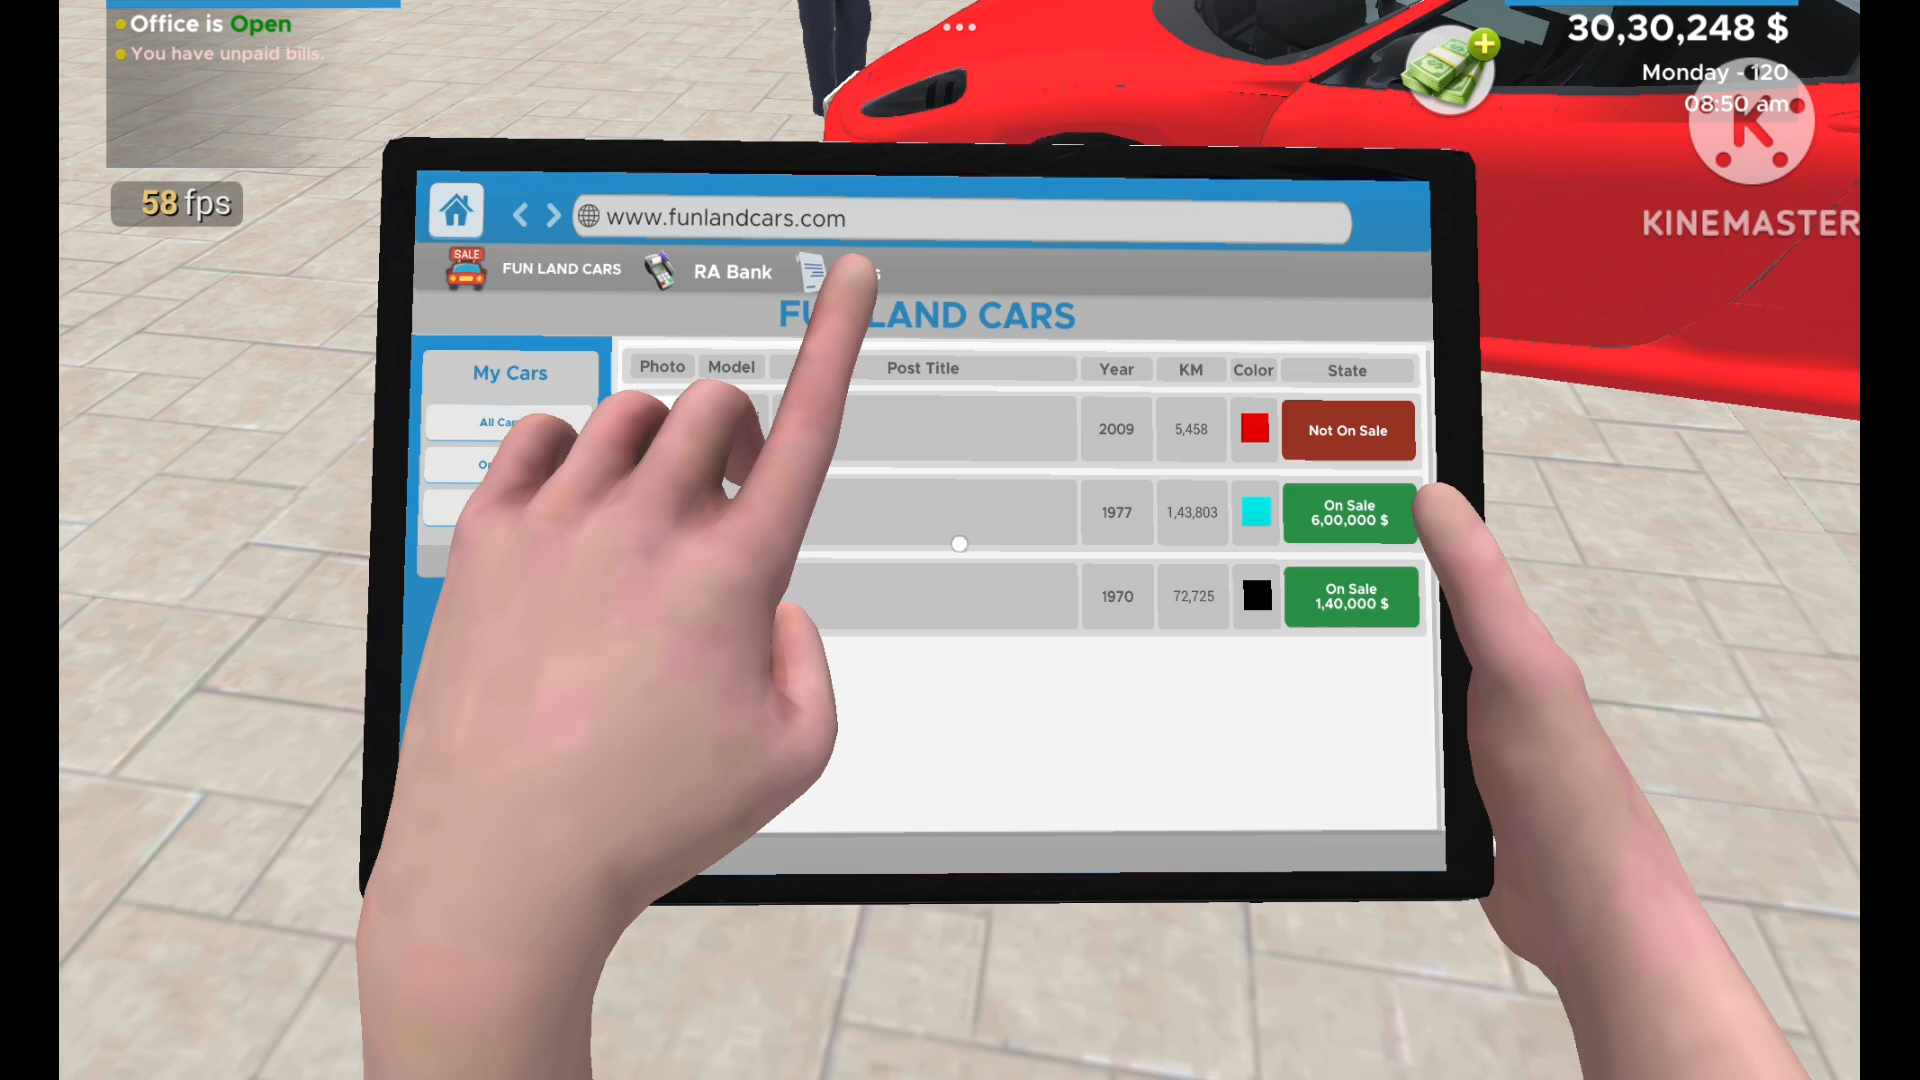 Office is Open
You have unpaid bills.
30,30,248 $
Monday - 120
08:50 am
58 fps
K
KINEMASTER
www.funlandcars.com
SALE
FUN LAND CARS
RA Bank
LAND CARS
My Cars
Photo Model Post Title Year KM Color State
All
2009 5,458 Not On Sale
1977 1,43,803 On Sale
6,00,000 $
1970 72,725 On Sale
1,40,000 $